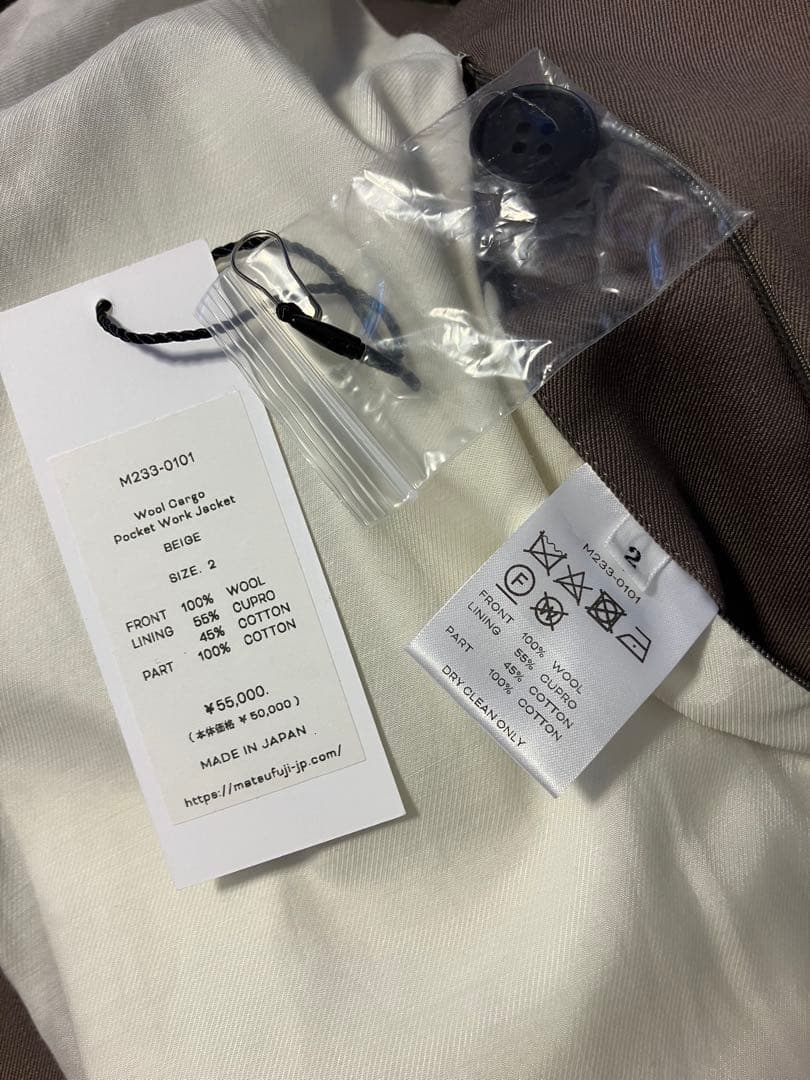 M233-0101
Wool Cargo
Pocket Work Jacket
BEIGE
SIZE. 2
FRONT 100% WOOL
LINING 55% CUPRO
45% COTTON
PART 100% COTTON
¥55,000.
(本体価格 ¥50,000)
MADE IN JAPAN
https://matsufuji-jp.com/
2
M233-0101
F
W
FRONT 100% WOOL
LINING 55% CUPRO
45% COTTON
PART 100% COTTON
DRY CLEAN ONLY